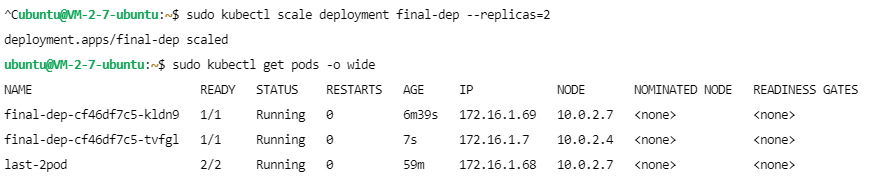 ^Cubuntu@VM-2-7-ubuntu:~$ sudo kubectl scale deployment final-dep --replicas=2
deployment.apps/final-dep scaled
ubuntu@VM-2-7-ubuntu:~$ sudo kubectl get pods -o wide
NAME READY STATUS RESTARTS AGE IP NODE NOMINATED NODE READINESS GATES
final-dep-cf46df7c5-kldn9 1/1 Running 0 6m39s 172.16.1.69 10.0.2.7 <none> <none>
final-dep-cf46df7c5-tvfgl 1/1 Running 0 7s 172.16.1.7 10.0.2.4 <none> <none>
last-2pod 2/2 Running 0 59m 172.16.1.68 10.0.2.7 <none> <none>